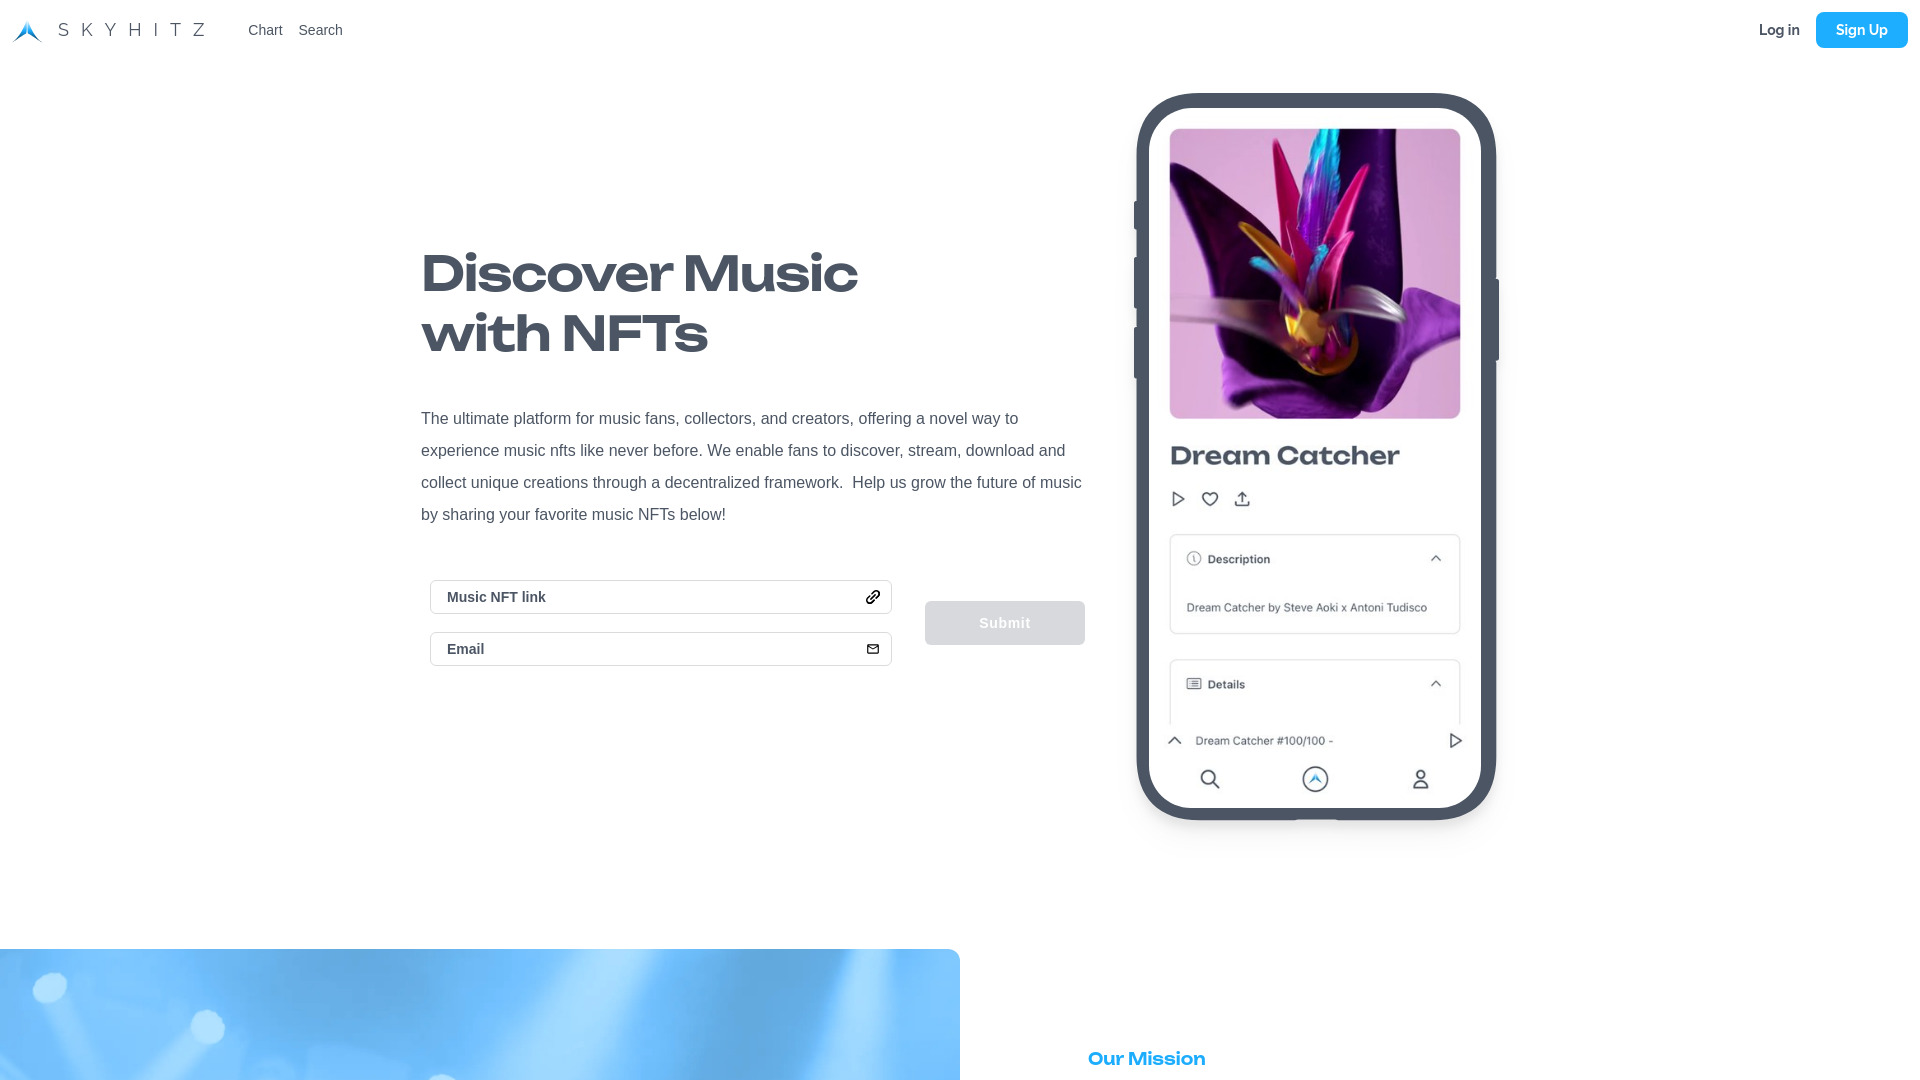 SKYHITZ
Chart
Search
Log in
Sign Up
Discover Music
with NFTs
The ultimate platform for music fans, collectors, and creators, offering a novel way to
experience music nfts like never before. We enable fans to discover, stream, download and
collect unique creations through a decentralized framework.  Help us grow the future of music
by sharing your favorite music NFTs below!
Music NFT link
Email
Submit
Dream Catcher
Description
Dream Catcher by Steve Aoki x Antoni Tudisco
Details
Dream Catcher #100/100 -
Our Mission